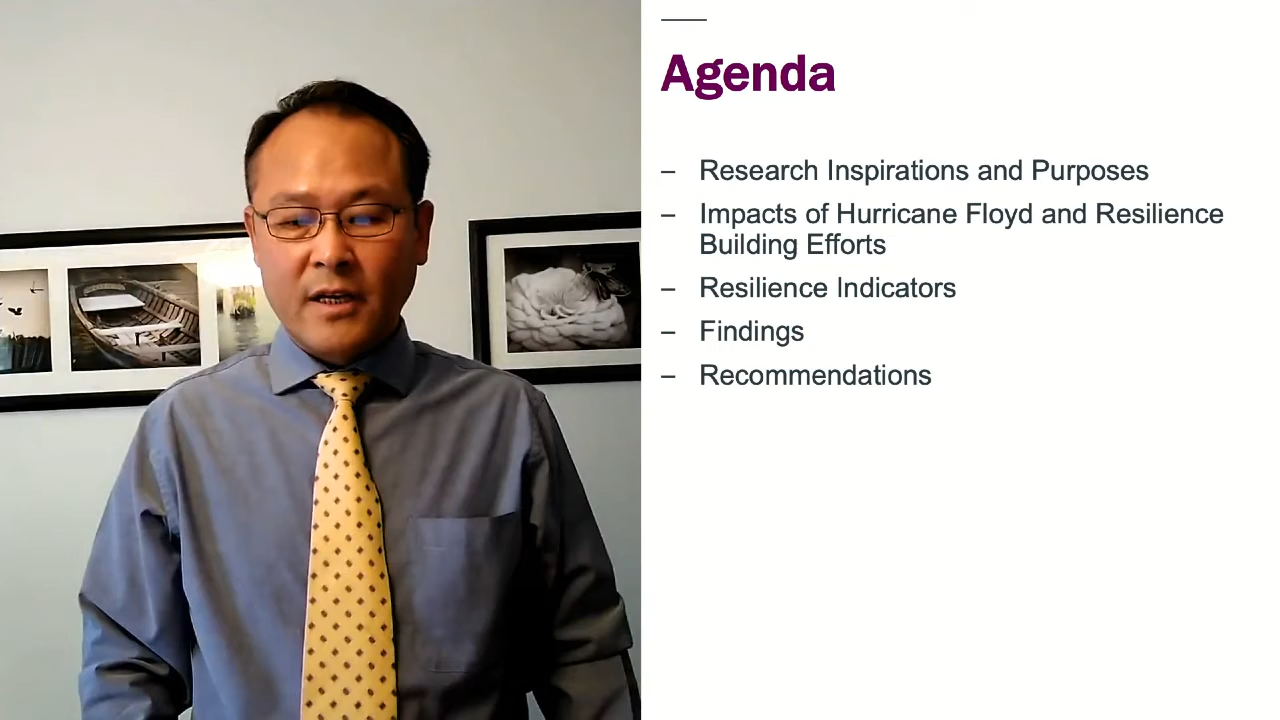 Agenda
– Research Inspirations and Purposes
– Impacts of Hurricane Floyd and Resilience
Building Efforts
– Resilience Indicators
– Findings
– Recommendations